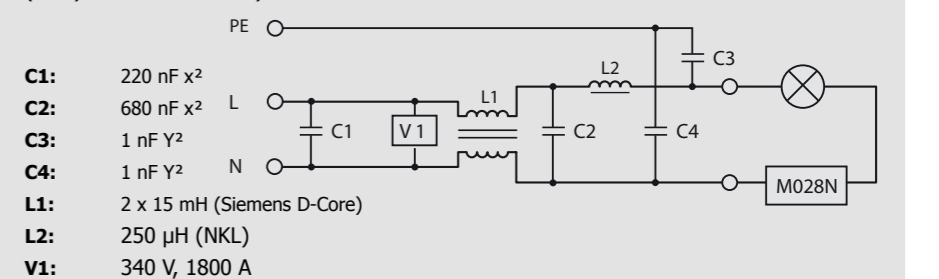 PE
C1: 220 nF x²
C2: 680 nF x²
C3: 1 nF Y²
C4: 1 nF Y²
L1: 2 x 15 mH (Siemens D-Core)
L2: 250 µH (NKL)
V1: 340 V, 1800 A
L
N
C1
V 1
L1
C2
L2
C3
C4
M028N